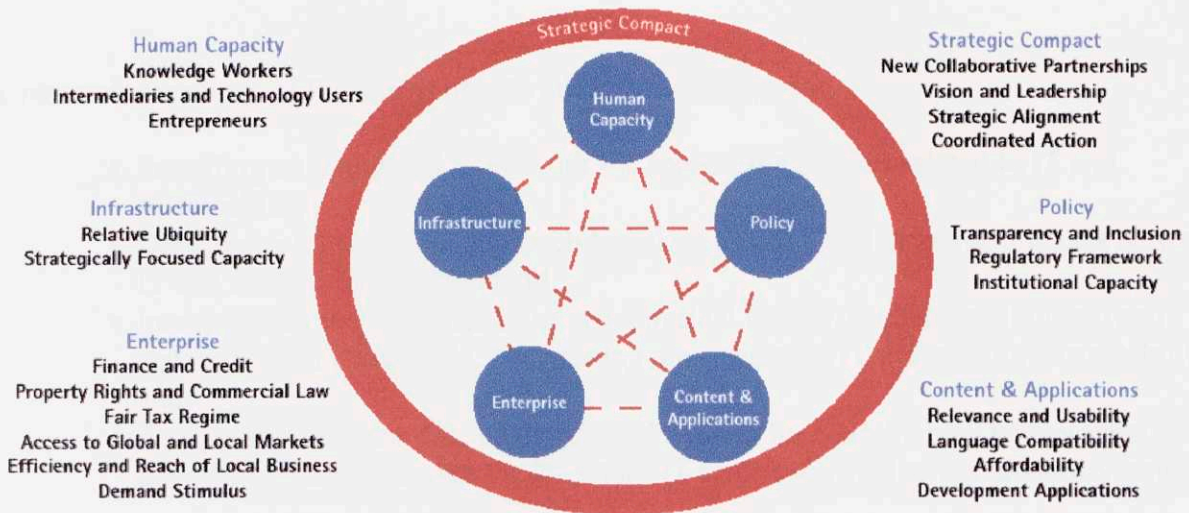 Strategic Compact
Human Capacity
Knowledge Workers
Intermediaries and Technology Users
Entrepreneurs
Infrastructure
Relative Ubiquity
Strategically Focused Capacity
Enterprise
Finance and Credit
Property Rights and Commercial Law
Fair Tax Regime
Access to Global and Local Markets
Efficiency and Reach of Local Business
Demand Stimulus
Human
Capacity
Infrastructure
Policy
Enterprise
Content &
Applications
Strategic Compact
New Collaborative Partnerships
Vision and Leadership
Strategic Alignment
Coordinated Action
Policy
Transparency and Inclusion
Regulatory Framework
Institutional Capacity
Content & Applications
Relevance and Usability
Language Compatibility
Affordability
Development Applications